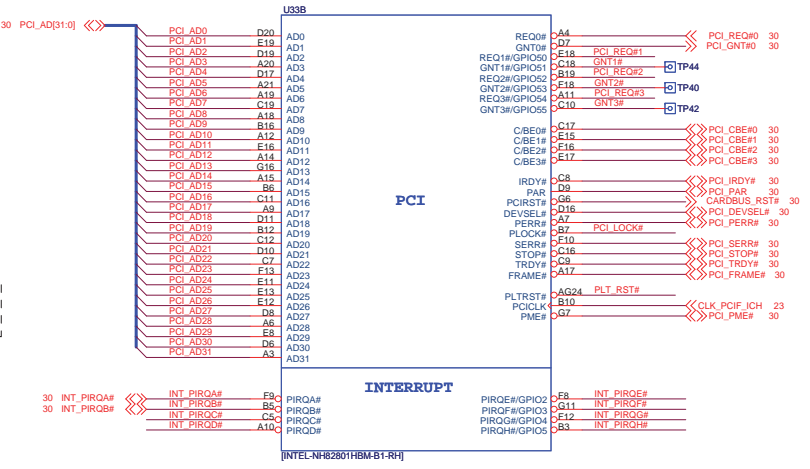 U33B
30 PCI_AD[31:0]
PCI_AD0 D20 AD0 REQ0# A4 PCI_REQ#0 30
PCI_AD1 E19 AD1 GNT0# D7 PCI_GNT#0 30
PCI_AD2 D19 AD2 REQ1#/GPIO50 E18 PCI_REQ#1
PCI_AD3 A20 AD3 GNT1#/GPIO51 C18 GNT1# TP44
PCI_AD4 D17 AD4 REQ2#/GPIO52 B19 PCI_REQ#2
PCI_AD5 A21 AD5 GNT2#/GPIO53 F18 GNT2# TP40
PCI_AD6 A19 AD6 REQ3#/GPIO54 A11 PCI_REQ#3
PCI_AD7 C19 AD7 GNT3#/GPIO55 C10 GNT3# TP42
PCI_AD8 A18 AD8
PCI_AD9 B16 AD9 C/BE0# C17 PCI_CBE#0 30
PCI_AD10 A12 AD10 C/BE1# E15 PCI_CBE#1 30
PCI_AD11 E16 AD11 C/BE2# F16 PCI_CBE#2 30
PCI_AD12 A14 AD12 C/BE3# E17 PCI_CBE#3 30
PCI_AD13 G16 AD13
PCI_AD14 A15 AD14 IRDY# C8 PCI_IRDY# 30
PCI_AD15 B6 AD15 PAR D9 PCI_PAR 30
PCI_AD16 C11 AD16 PCI PCIRST# G6 CARDBUS_RST# 30
PCI_AD17 A9 AD17 DEVSEL# D16 PCI_DEVSEL# 30
PCI_AD18 D11 AD18 PERR# A7 PCI_PERR# 30
PCI_AD19 B12 AD19 PLOCK# B7 PCI_LOCK#
PCI_AD20 C12 AD20 SERR# F10 PCI_SERR# 30
PCI_AD21 D10 AD21 STOP# C16 PCI_STOP# 30
PCI_AD22 C7 AD22 TRDY# C9 PCI_TRDY# 30
PCI_AD23 F13 AD23 FRAME# A17 PCI_FRAME# 30
PCI_AD24 E11 AD24
PCI_AD25 E13 AD25 PLTRST# AG24 PLT_RST#
PCI_AD26 E12 AD26 PCICLK B10 CLK_PCIF_ICH 23
PCI_AD27 D8 AD27 PME# G7 PCI_PME# 30
PCI_AD28 A6 AD28
PCI_AD29 E8 AD29
PCI_AD30 D6 AD30
PCI_AD31 A3 AD31
INTERRUPT
30 INT_PIRQA# INT_PIRQA# F9 PIRQA# PIRQE#/GPIO2 F8 INT_PIRQE#
30 INT_PIRQB# INT_PIRQB# B5 PIRQB# PIRQF#/GPIO3 G11 INT_PIRQF#
INT_PIRQC# C5 PIRQC# PIRQG#/GPIO4 F12 INT_PIRQG#
INT_PIRQD# A10 PIRQD# PIRQH#/GPIO5 B3 INT_PIRQH#
[INTEL-NH82801HBM-B1-RH]